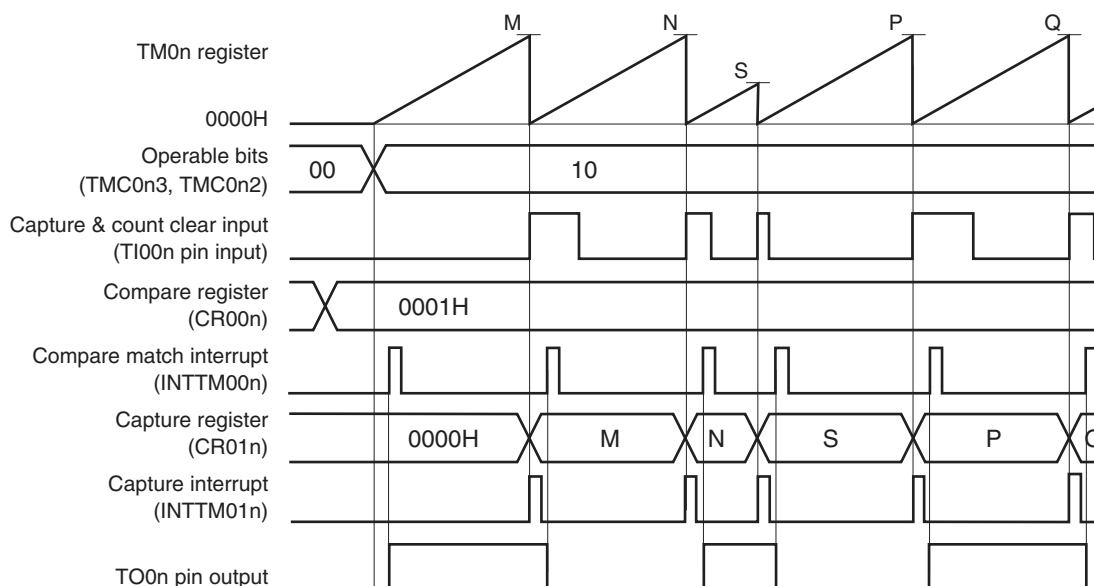 M N S P Q
TM0n register
0000H
Operable bits
(TMC0n3, TMC0n2)
00 10
Capture & count clear input
(TI00n pin input)
Compare register
(CR00n)
0001H
Compare match interrupt
(INTTM00n)
Capture register
(CR01n)
0000H M N S P
Capture interrupt
(INTTM01n)
TO0n pin output